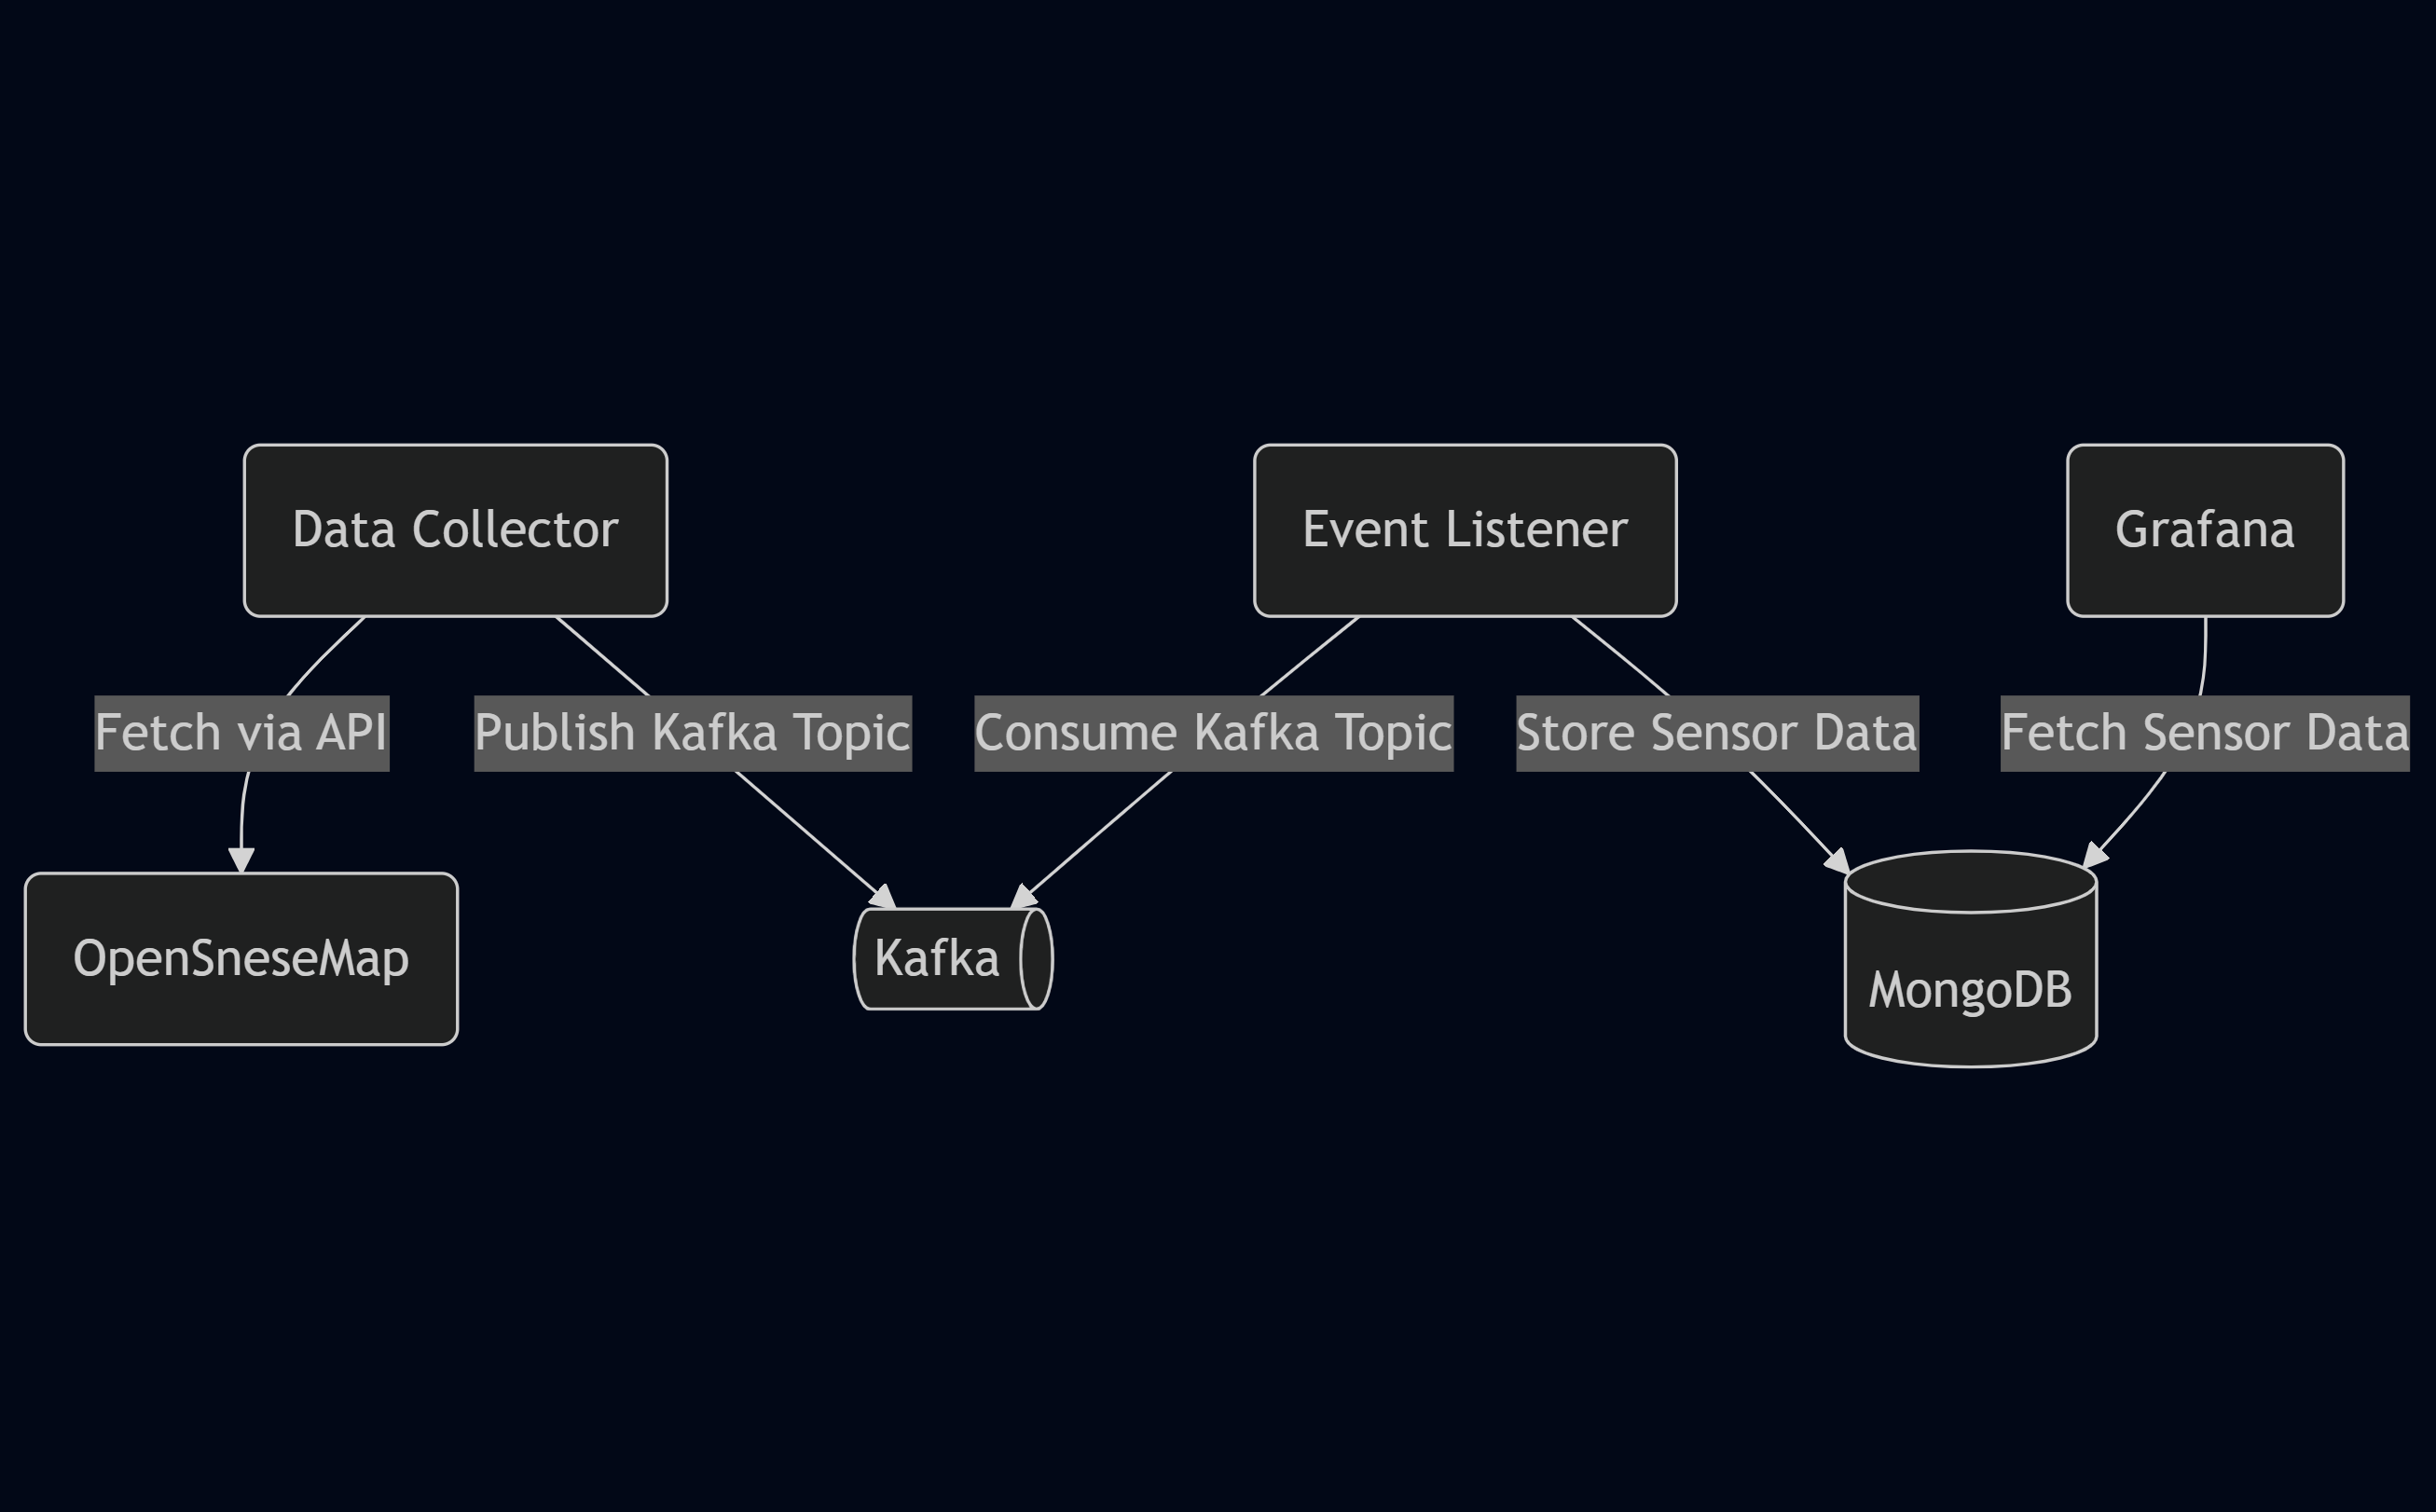 Data Collector
Event Listener
Grafana
Fetch via API
Publish Kafka Topic
Consume Kafka Topic
Store Sensor Data
Fetch Sensor Data
OpenSneseMap
Kafka
MongoDB